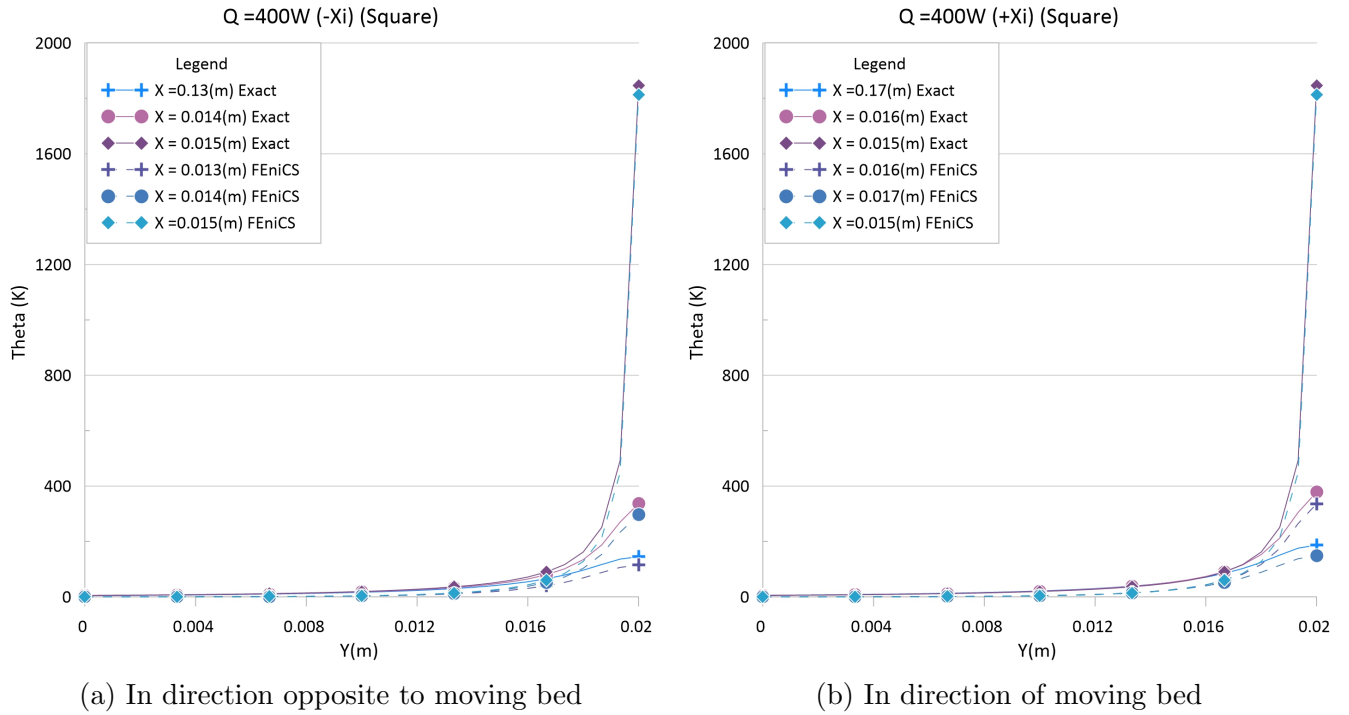 Q =400W (-Xi) (Square)
2000
1600
1200
800
400
0
Theta (K)
Legend
X =0.13(m) Exact
X = 0.014(m) Exact
X = 0.015(m) Exact
X = 0.013(m) FEniCS
X = 0.014(m) FEniCS
X =0.015(m) FEniCS
0 0.004 0.008 0.012 0.016 0.02
Y(m)
(a) In direction opposite to moving bed
Q =400W (+Xi) (Square)
2000
1600
1200
800
400
0
Theta (K)
Legend
X =0.17(m) Exact
X = 0.016(m) Exact
X = 0.015(m) Exact
X = 0.016(m) FEniCS
X = 0.017(m) FEniCS
X =0.015(m) FEniCS
0 0.004 0.008 0.012 0.016 0.02
Y(m)
(b) In direction of moving bed